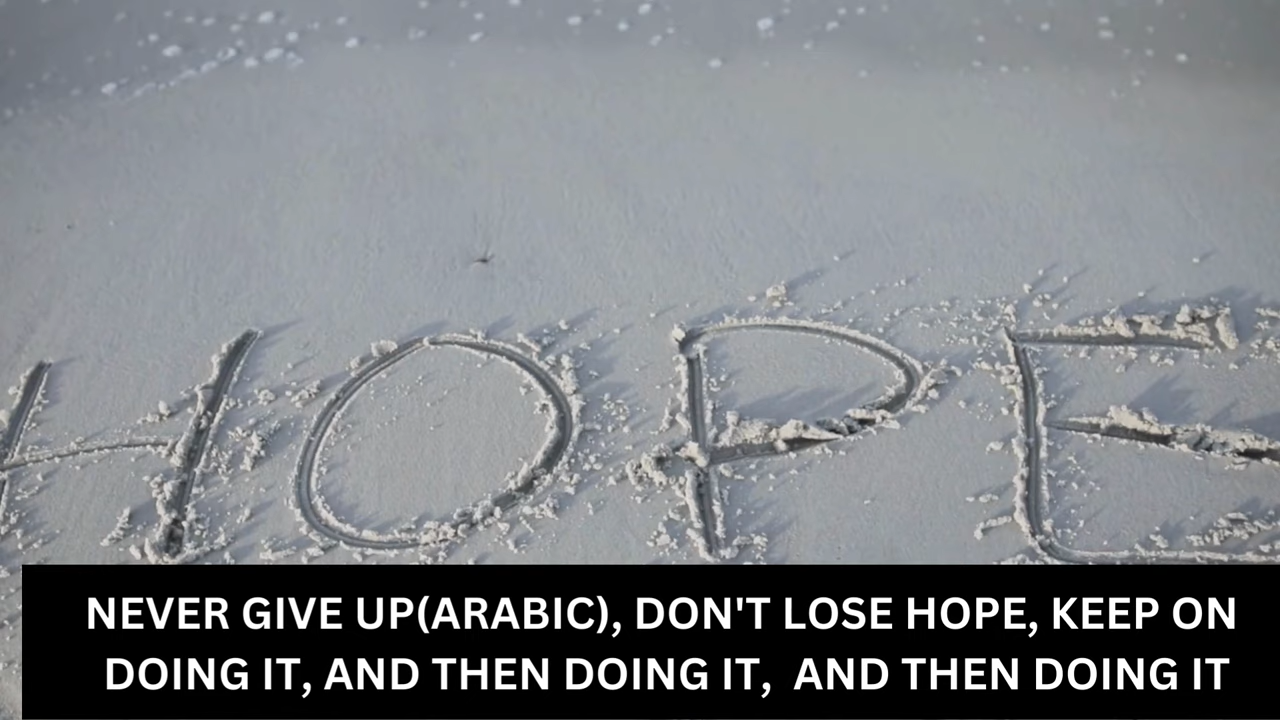 HOPE
NEVER GIVE UP(ARABIC), DON'T LOSE HOPE, KEEP ON
DOING IT, AND THEN DOING IT, AND THEN DOING IT